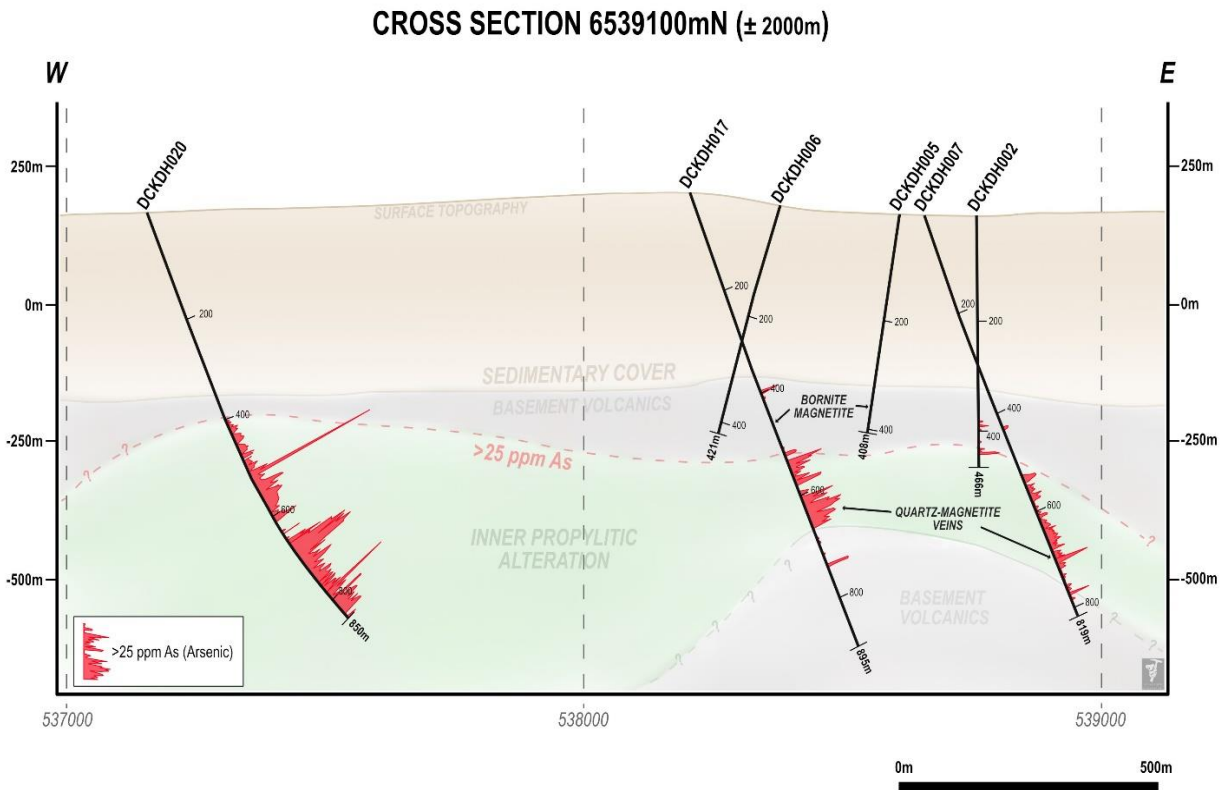 CROSS SECTION 6539100mN (± 2000m)
W
E
DCKDH020
DCKDH017
DCKDH006
DCKDH005
DCKDH007
DCKDH002
250m
250m
SURFACE TOPOGRAPHY
200
200
200
200
200
200
0m
0m
SEDIMENTARY COVER
BASEMENT VOLCANICS
400
400
400
400
400
400
BORNITE
MAGNETITE
421m
408m
466m
-250m
-250m
>25 ppm As
?
?
?
600
600
600
QUARTZ-MAGNETITE
VEINS
INNER PROPYLITIC
ALTERATION
-500m
-500m
800
800
800
BASEMENT
VOLCANICS
850m
895m
819m
?
?
?
?
?
>25 ppm As (Arsenic)
537000
538000
539000
0m
500m